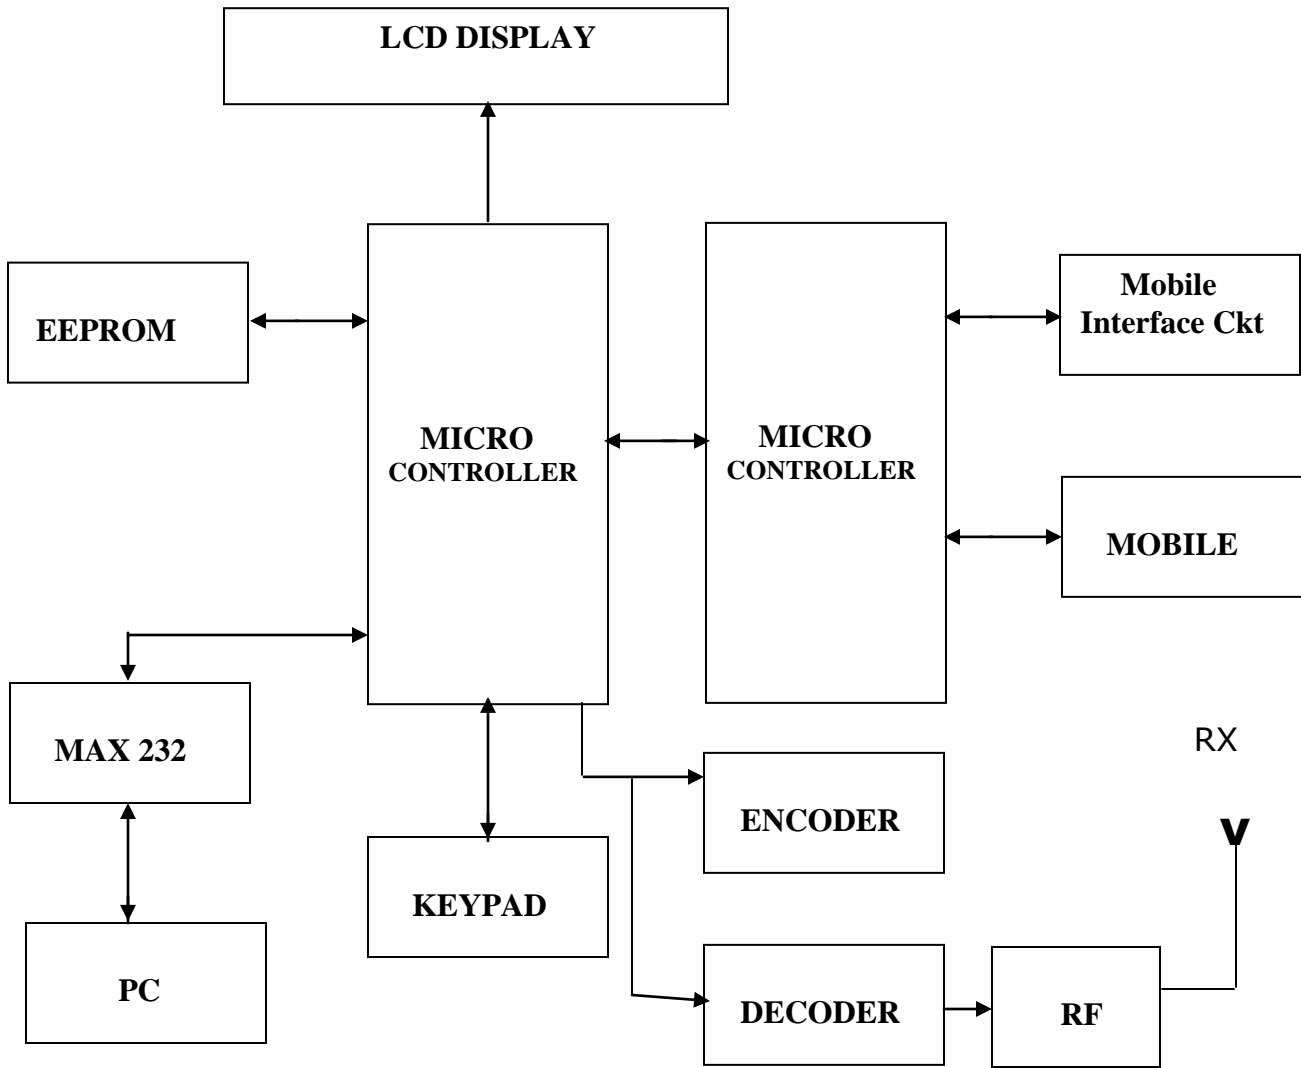 LCD DISPLAY
EEPROM
MICRO
CONTROLLER
MICRO
CONTROLLER
Mobile
Interface Ckt
MOBILE
MAX 232
RX
ENCODER
KEYPAD
PC
DECODER
RF